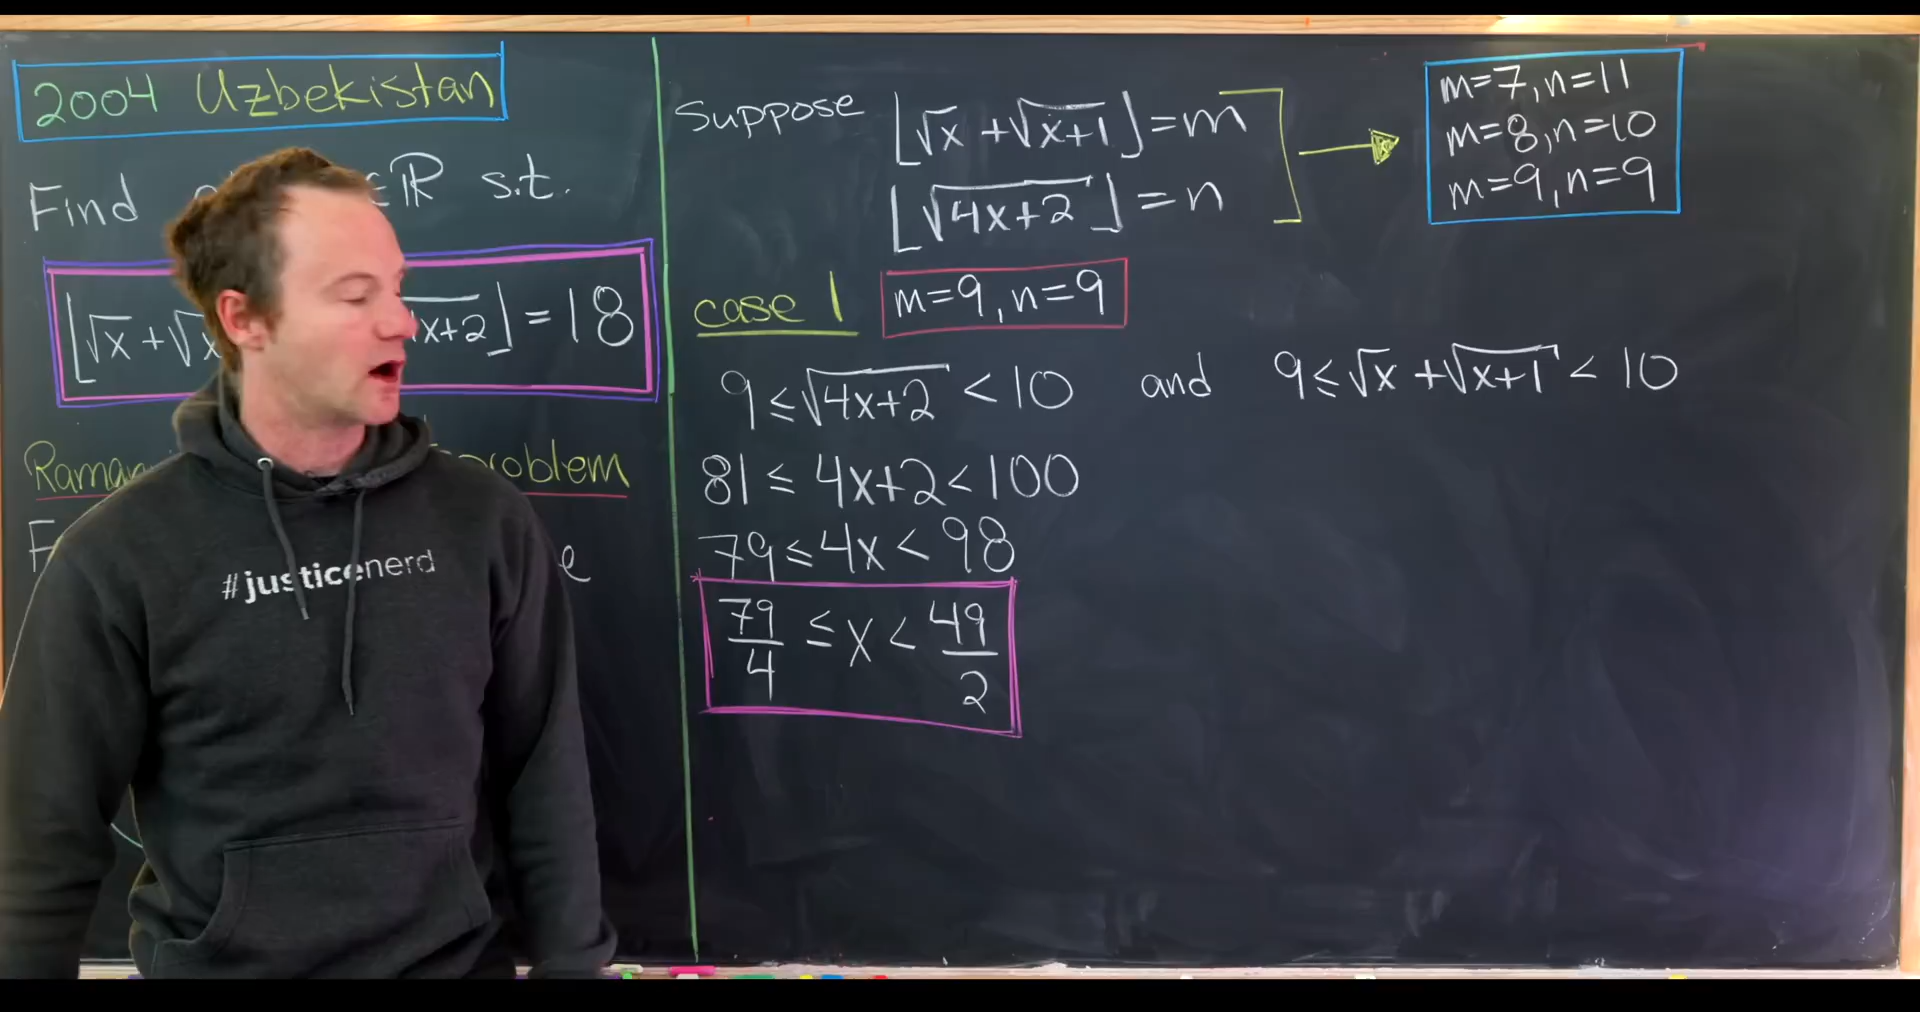 2004 Uzbekistan
Find ∈ℝ s.t.
⌊√x + √x x+2⌋ = 18
problem
#justicenerd
Suppose ⌊√x + √x+1⌋ = m
⌊√4x+2⌋ = n
m=7, n=11
m=8, n=10
m=9, n=9
case 1 m=9, n=9
9 ≤ √4x+2 < 10 and 9 ≤ √x + √x+1 < 10
81 ≤ 4x+2 < 100
79 ≤ 4x < 98
79/4 ≤ x < 49/2